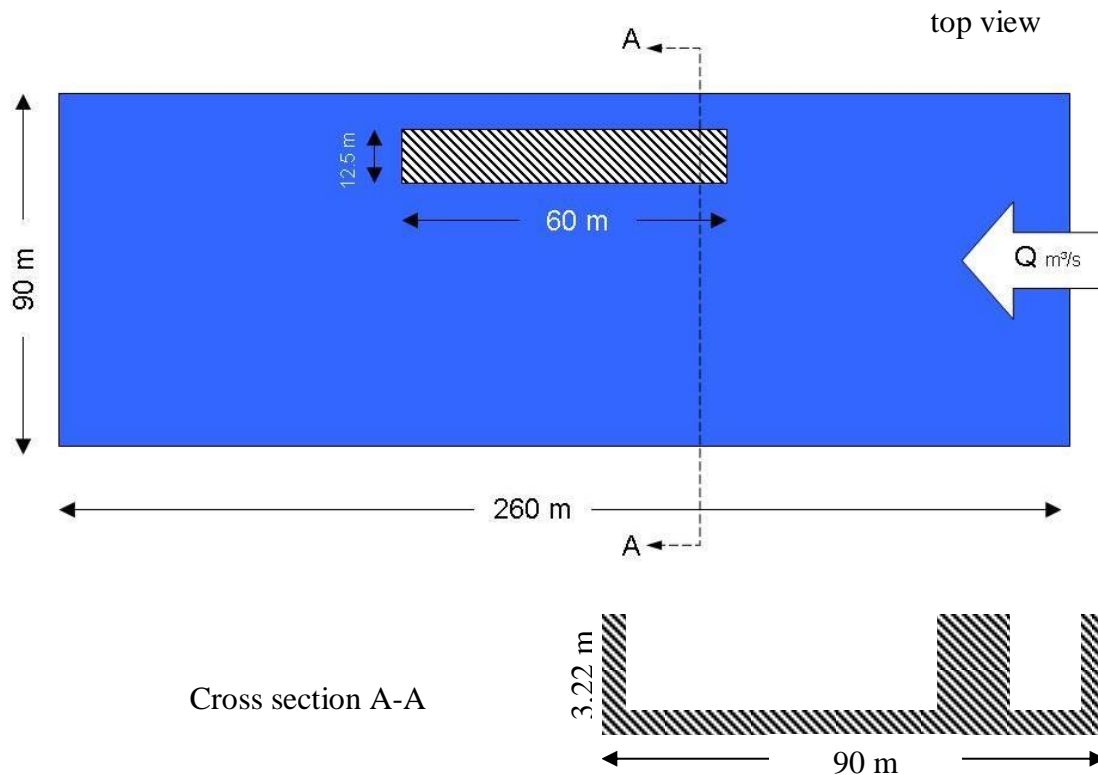 top view
A
12.5 m
60 m
90 m
Q m³/s
260 m
A
Cross section A-A
3.22 m
90 m